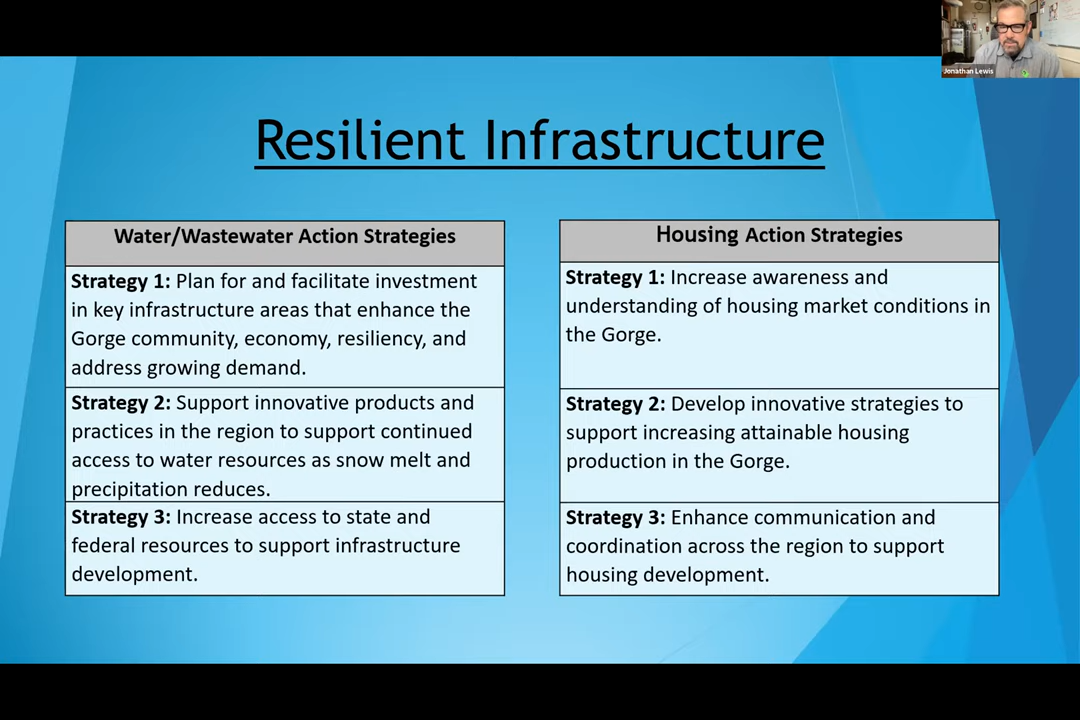 Jonathan Lewis
Resilient Infrastructure
Water/Wastewater Action Strategies
Strategy 1: Plan for and facilitate investment
in key infrastructure areas that enhance the
Gorge community, economy, resiliency, and
address growing demand.
Strategy 2: Support innovative products and
practices in the region to support continued
access to water resources as snow melt and
precipitation reduces.
Strategy 3: Increase access to state and
federal resources to support infrastructure
development.
Housing Action Strategies
Strategy 1: Increase awareness and
understanding of housing market conditions in
the Gorge.
Strategy 2: Develop innovative strategies to
support increasing attainable housing
production in the Gorge.
Strategy 3: Enhance communication and
coordination across the region to support
housing development.